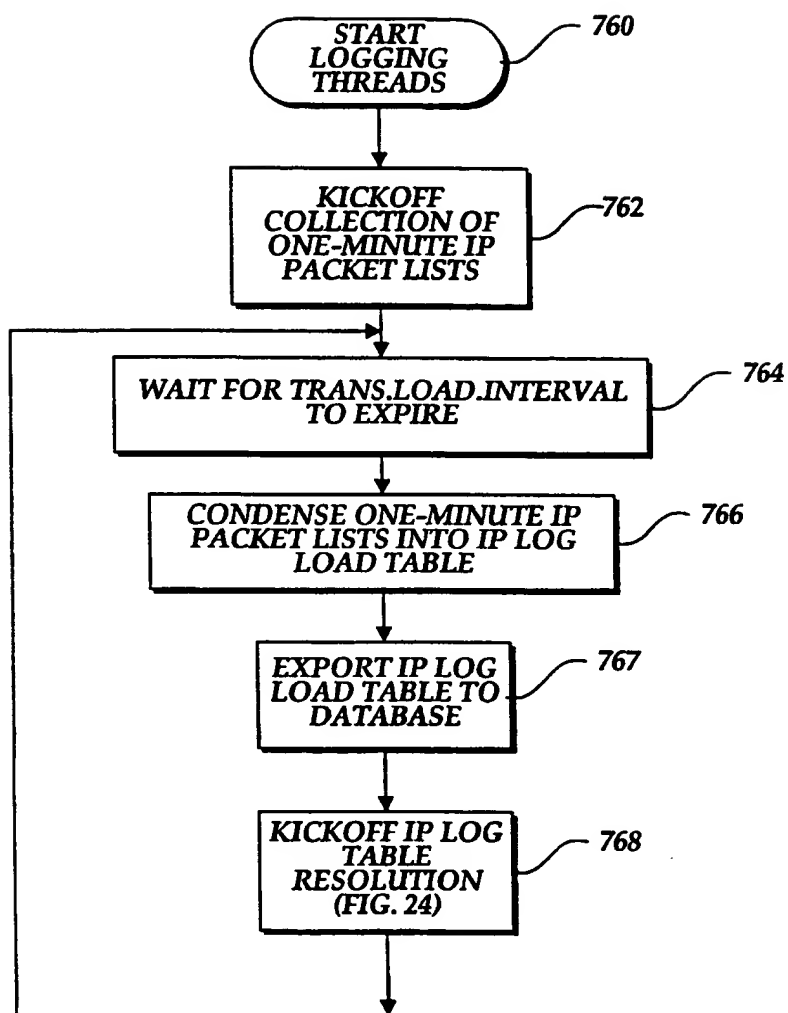 START
LOGGING
THREADS
760
KICKOFF
COLLECTION OF
ONE-MINUTE IP
PACKET LISTS
762
WAIT FOR TRANS.LOAD.INTERVAL
TO EXPIRE
764
CONDENSE ONE-MINUTE IP
PACKET LISTS INTO IP LOG
LOAD TABLE
766
EXPORT IP LOG
LOAD TABLE TO
DATABASE
767
KICKOFF IP LOG
TABLE
RESOLUTION
(FIG. 24)
768